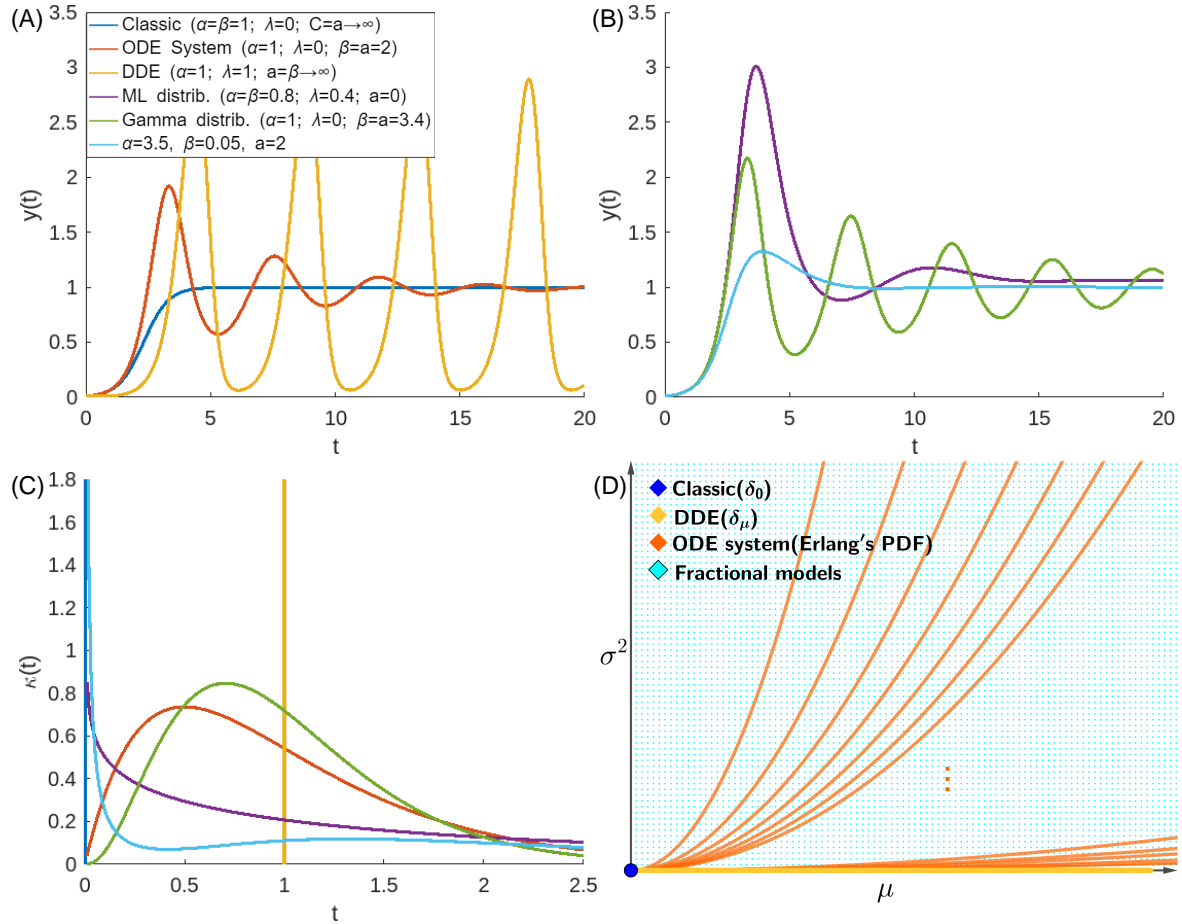 (A)
Classic (α=β=1; λ=0; C=a→∞)
ODE System (α=1; λ=0; β=a=2)
DDE (α=1; λ=1; a=β→∞)
ML distrib. (α=β=0.8; λ=0.4; a=0)
Gamma distrib. (α=1; λ=0; β=a=3.4)
α=3.5, β=0.05, a=2
3.5
3
2.5
2
1.5
1
0.5
0
y(t)
0 5 10 15 20
t
(B)
3.5
3
2.5
2
1.5
1
0.5
0
y(t)
0 5 10 15 20
t
(C)
1.8
1.6
1.4
1.2
1
0.8
0.6
0.4
0.2
0
κ(t)
0 0.5 1 1.5 2 2.5
t
(D)
Classic(δ₀)
DDE(δμ)
ODE system(Erlang's PDF)
Fractional models
σ²
μ